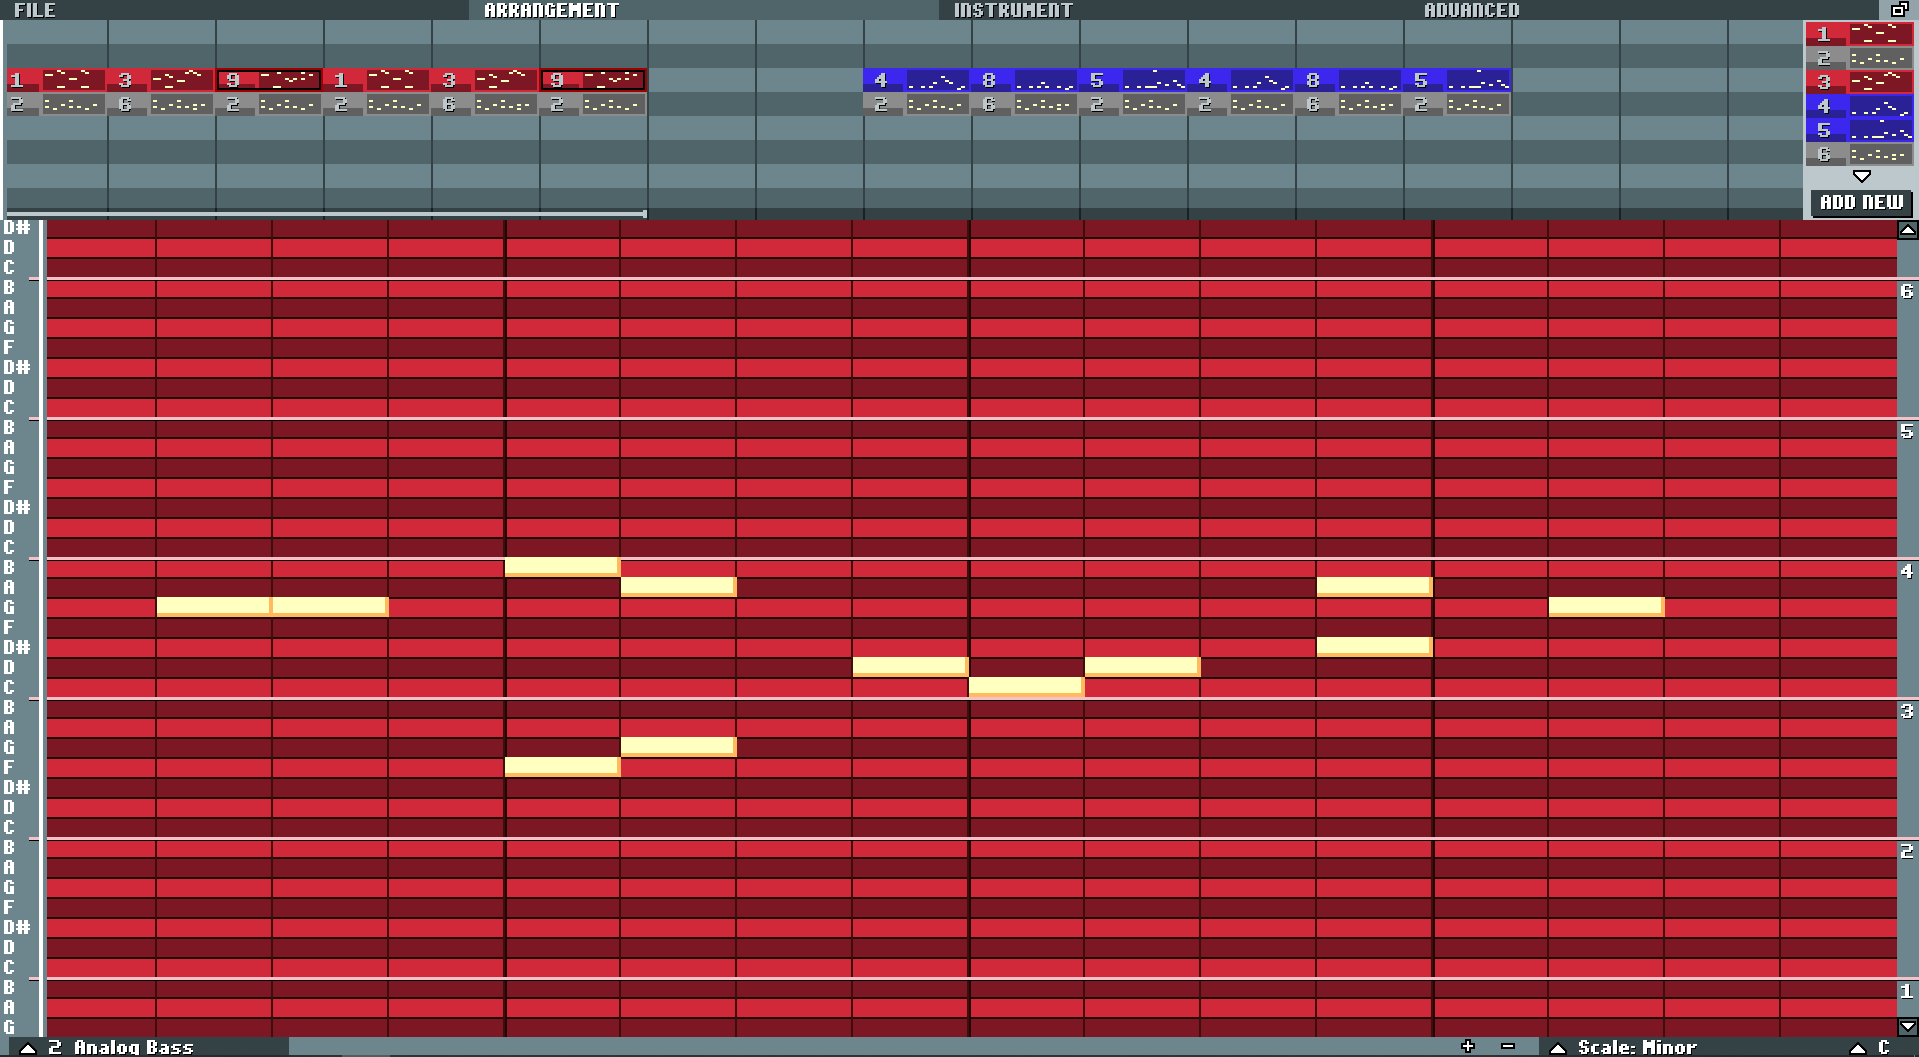 FILE ARRANGEMENT INSTRUMENT ADVANCED
1 3 9 1 3 9 4 8 5 4 8 5
2 6 2 2 6 2 2 6 2 2 6 2
1
2
3
4
5
6
ADD NEW
D#
D
C
B 6
A
G
F
D#
D
C
B 5
A
G
F
D#
D
C
B 4
A
G
F
D#
D
C
B 3
A
G
F
D#
D
C
B 2
A
G
F
D#
D
C
B 1
A
G
2 Analog Bass + - Scale: Minor C